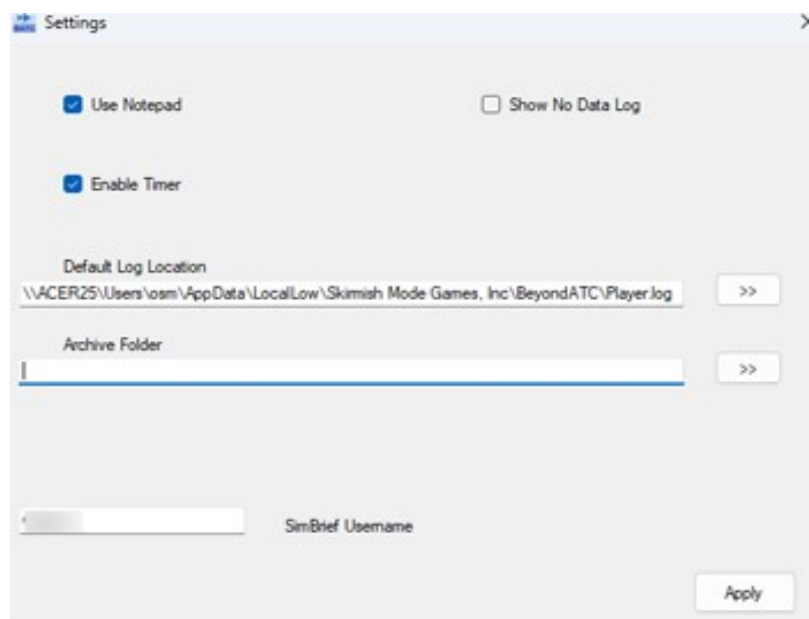 Settings
Use Notepad
Show No Data Log
Enable Timer
Default Log Location
\\ACER25\Users\osm\AppData\LocalLow\Skirmish Mode Games, Inc\BeyondATC\Player.log
>>
Archive Folder
>>
SimBrief Username
Apply